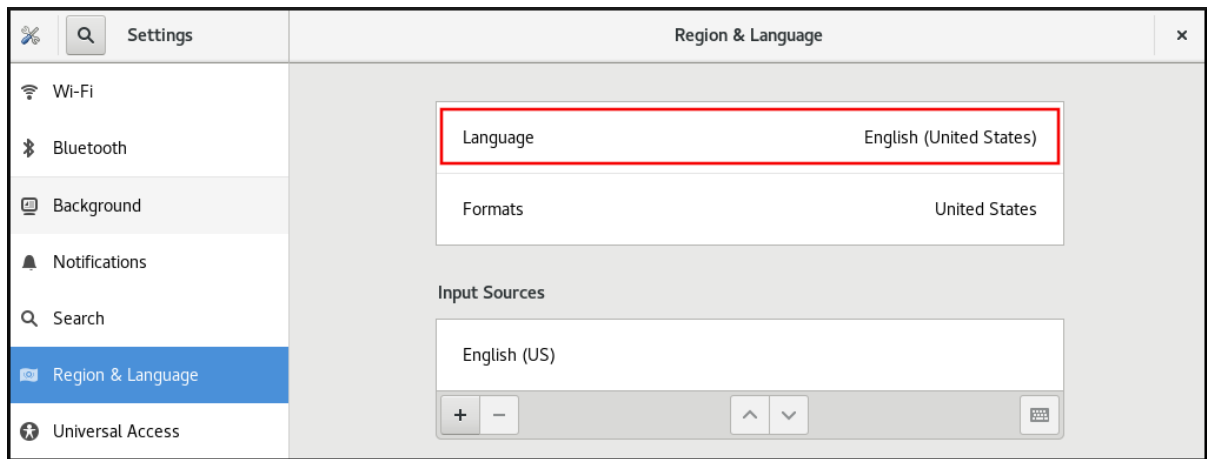 Settings
Region & Language
Wi-Fi
Bluetooth
Background
Notifications
Search
Region & Language
Universal Access
Language English (United States)
Formats United States
Input Sources
English (US)